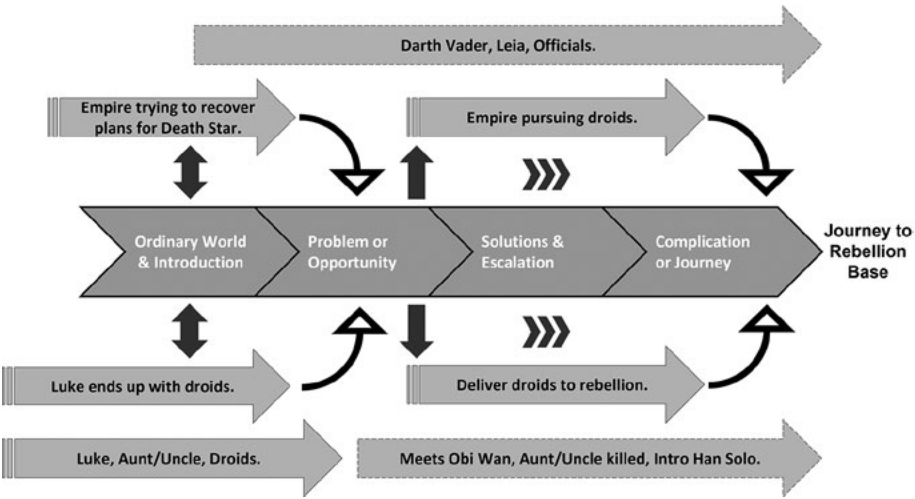 Darth Vader, Leia, Officials.
Empire trying to recover
plans for Death Star.
Empire pursuing droids.
Ordinary World
& Introduction
Problem or
Opportunity
Solutions &
Escalation
Complication
or Journey
Journey to
Rebellion
Base
Luke ends up with droids.
Deliver droids to rebellion.
Luke, Aunt/Uncle, Droids.
Meets Obi Wan, Aunt/Uncle killed, Intro Han Solo.